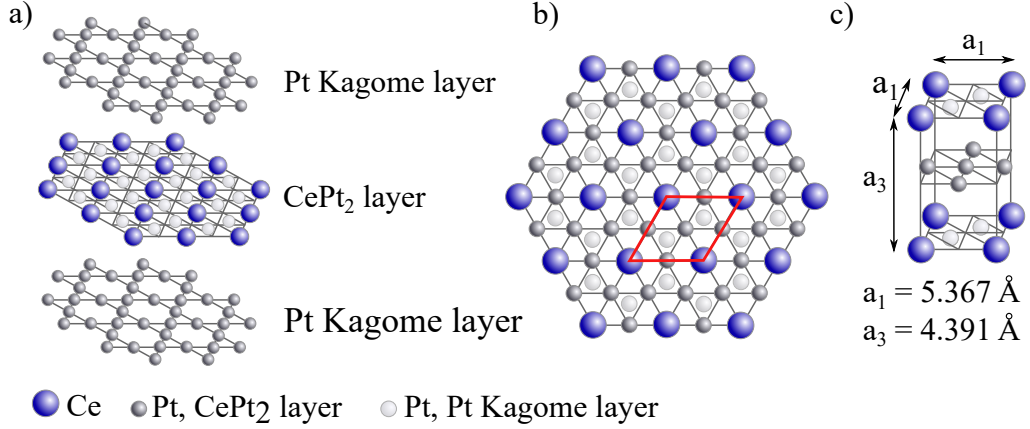 a)
Pt Kagome layer
CePt2 layer
Pt Kagome layer
b)
c)
a1
a1
a3
a1 = 5.367 Å
a3 = 4.391 Å
Ce
Pt, CePt2 layer
Pt, Pt Kagome layer